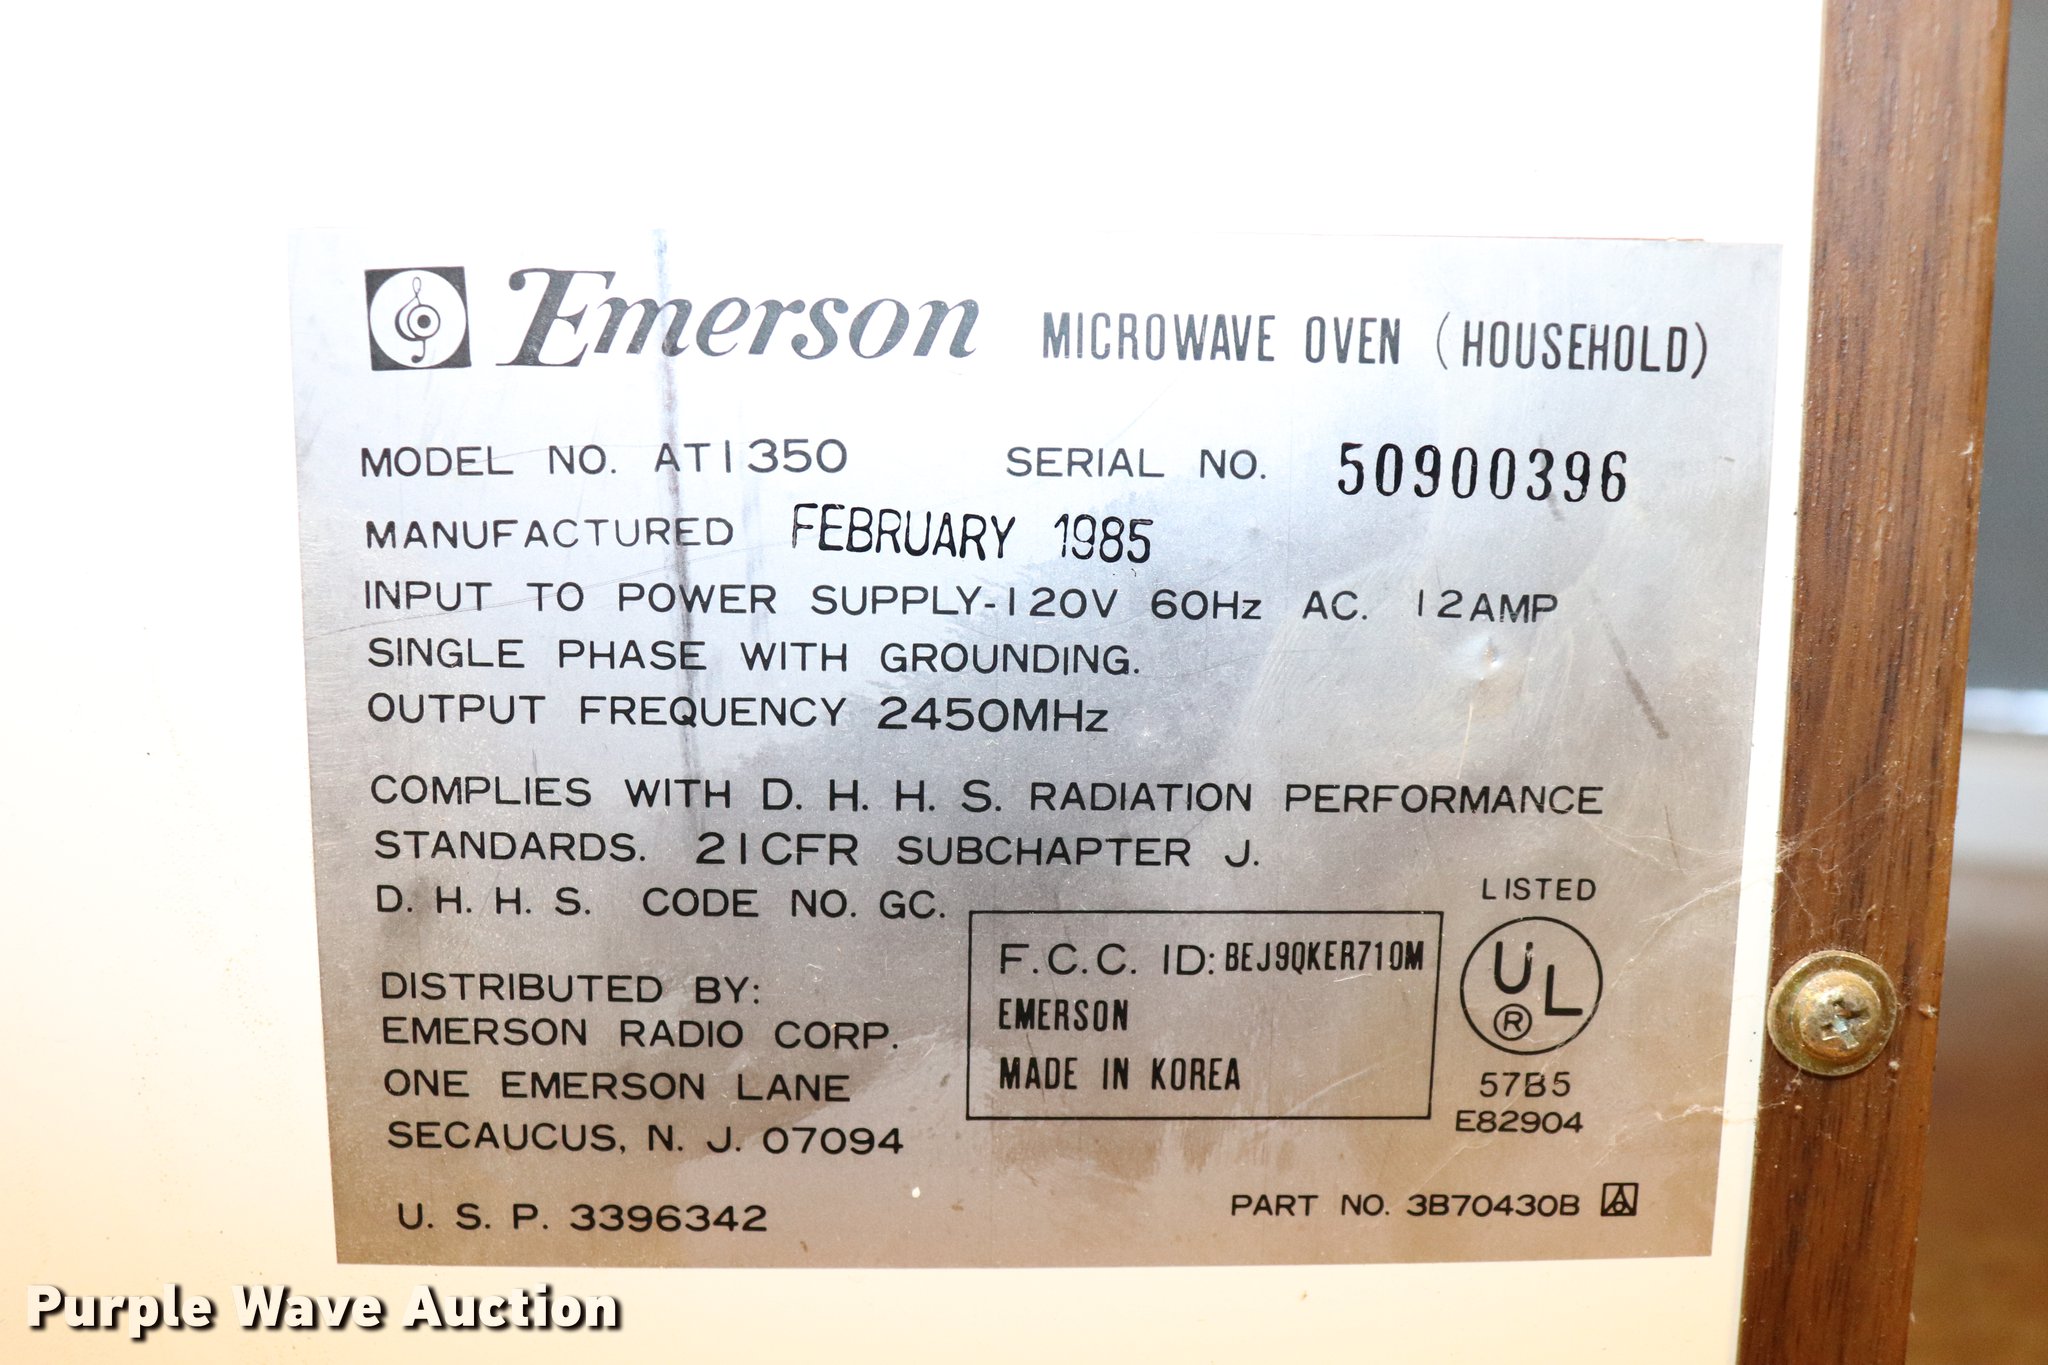 Emerson MICROWAVE OVEN (HOUSEHOLD)
MODEL NO. AT1350 SERIAL NO. 50900396
MANUFACTURED FEBRUARY 1985
INPUT TO POWER SUPPLY-120V 60Hz AC. 12AMP
SINGLE PHASE WITH GROUNDING.
OUTPUT FREQUENCY 2450MHz
COMPLIES WITH D. H. H. S. RADIATION PERFORMANCE
STANDARDS. 21CFR SUBCHAPTER J.
D. H. H. S. CODE NO. GC.
DISTRIBUTED BY:
EMERSON RADIO CORP.
ONE EMERSON LANE
SECAUCUS, N. J. 07094
U. S. P. 3396342
F.C.C. ID: BEJ9QKER710M
EMERSON
MADE IN KOREA
LISTED
UL
®
57B5
E82904
PART NO. 3B70430B
Purple Wave Auction